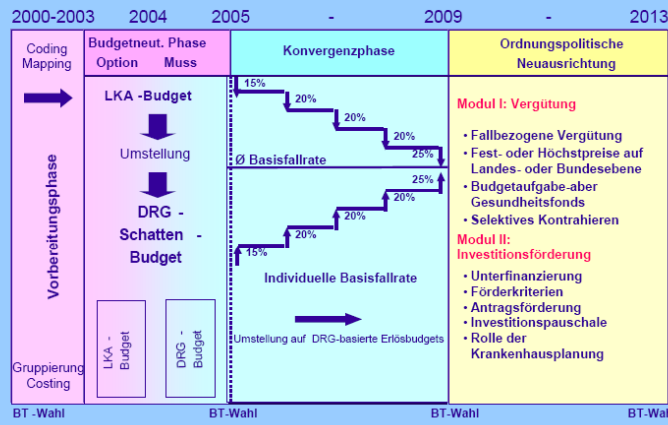 2000-2003 2004 2005 - 2009 - 2013
Coding
Mapping
Vorbereitungsphase
Gruppierung
Costing
Budgetneut. Phase
Option Muss
LKA -Budget
Umstellung
DRG -
Schatten -
Budget
LKA -
Budget
DRG -
Budget
Konvergenzphase
15%
20%
20%
20%
25%
Ø Basisfallrate
25%
20%
20%
20%
15%
Individuelle Basisfallrate
Umstellung auf DRG-basierte Erlösbudgets
Ordnungspolitische
Neuausrichtung
Modul I: Vergütung
• Fallbezogene Vergütung
• Fest- oder Höchstpreise auf
Landes- oder Bundesebene
• Budgetaufgabe-aber
Gesundheitsfonds
• Selektives Kontrahieren
Modul II:
Investitionsförderung
• Unterfinanzierung
• Förderkriterien
• Antragsförderung
• Investitionspauschale
• Rolle der
Krankenhausplanung
BT -Wahl BT-Wahl BT-Wahl BT-Wahl